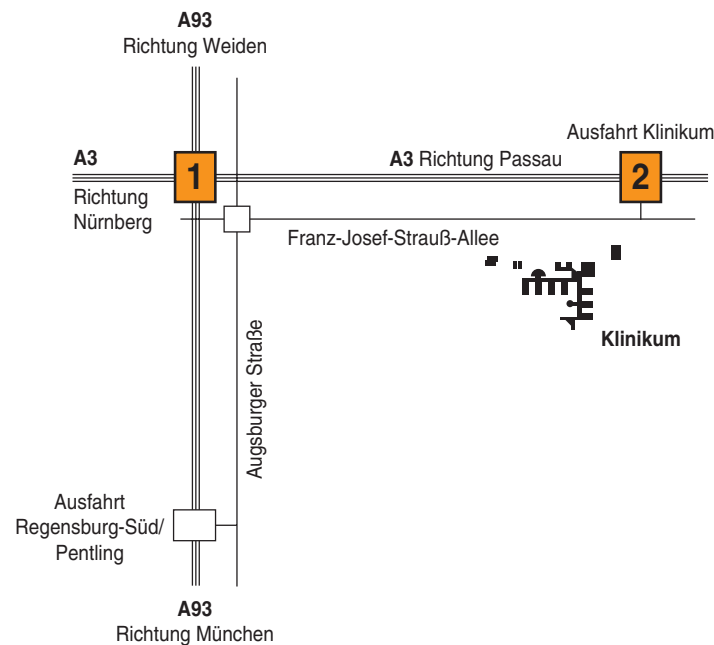 A93
Richtung Weiden
Ausfahrt Klinikum
A3
1
A3 Richtung Passau
2
Richtung
Nürnberg
Franz-Josef-Strauß-Allee
Klinikum
Augsburger Straße
Ausfahrt
Regensburg-Süd/
Pentling
A93
Richtung München